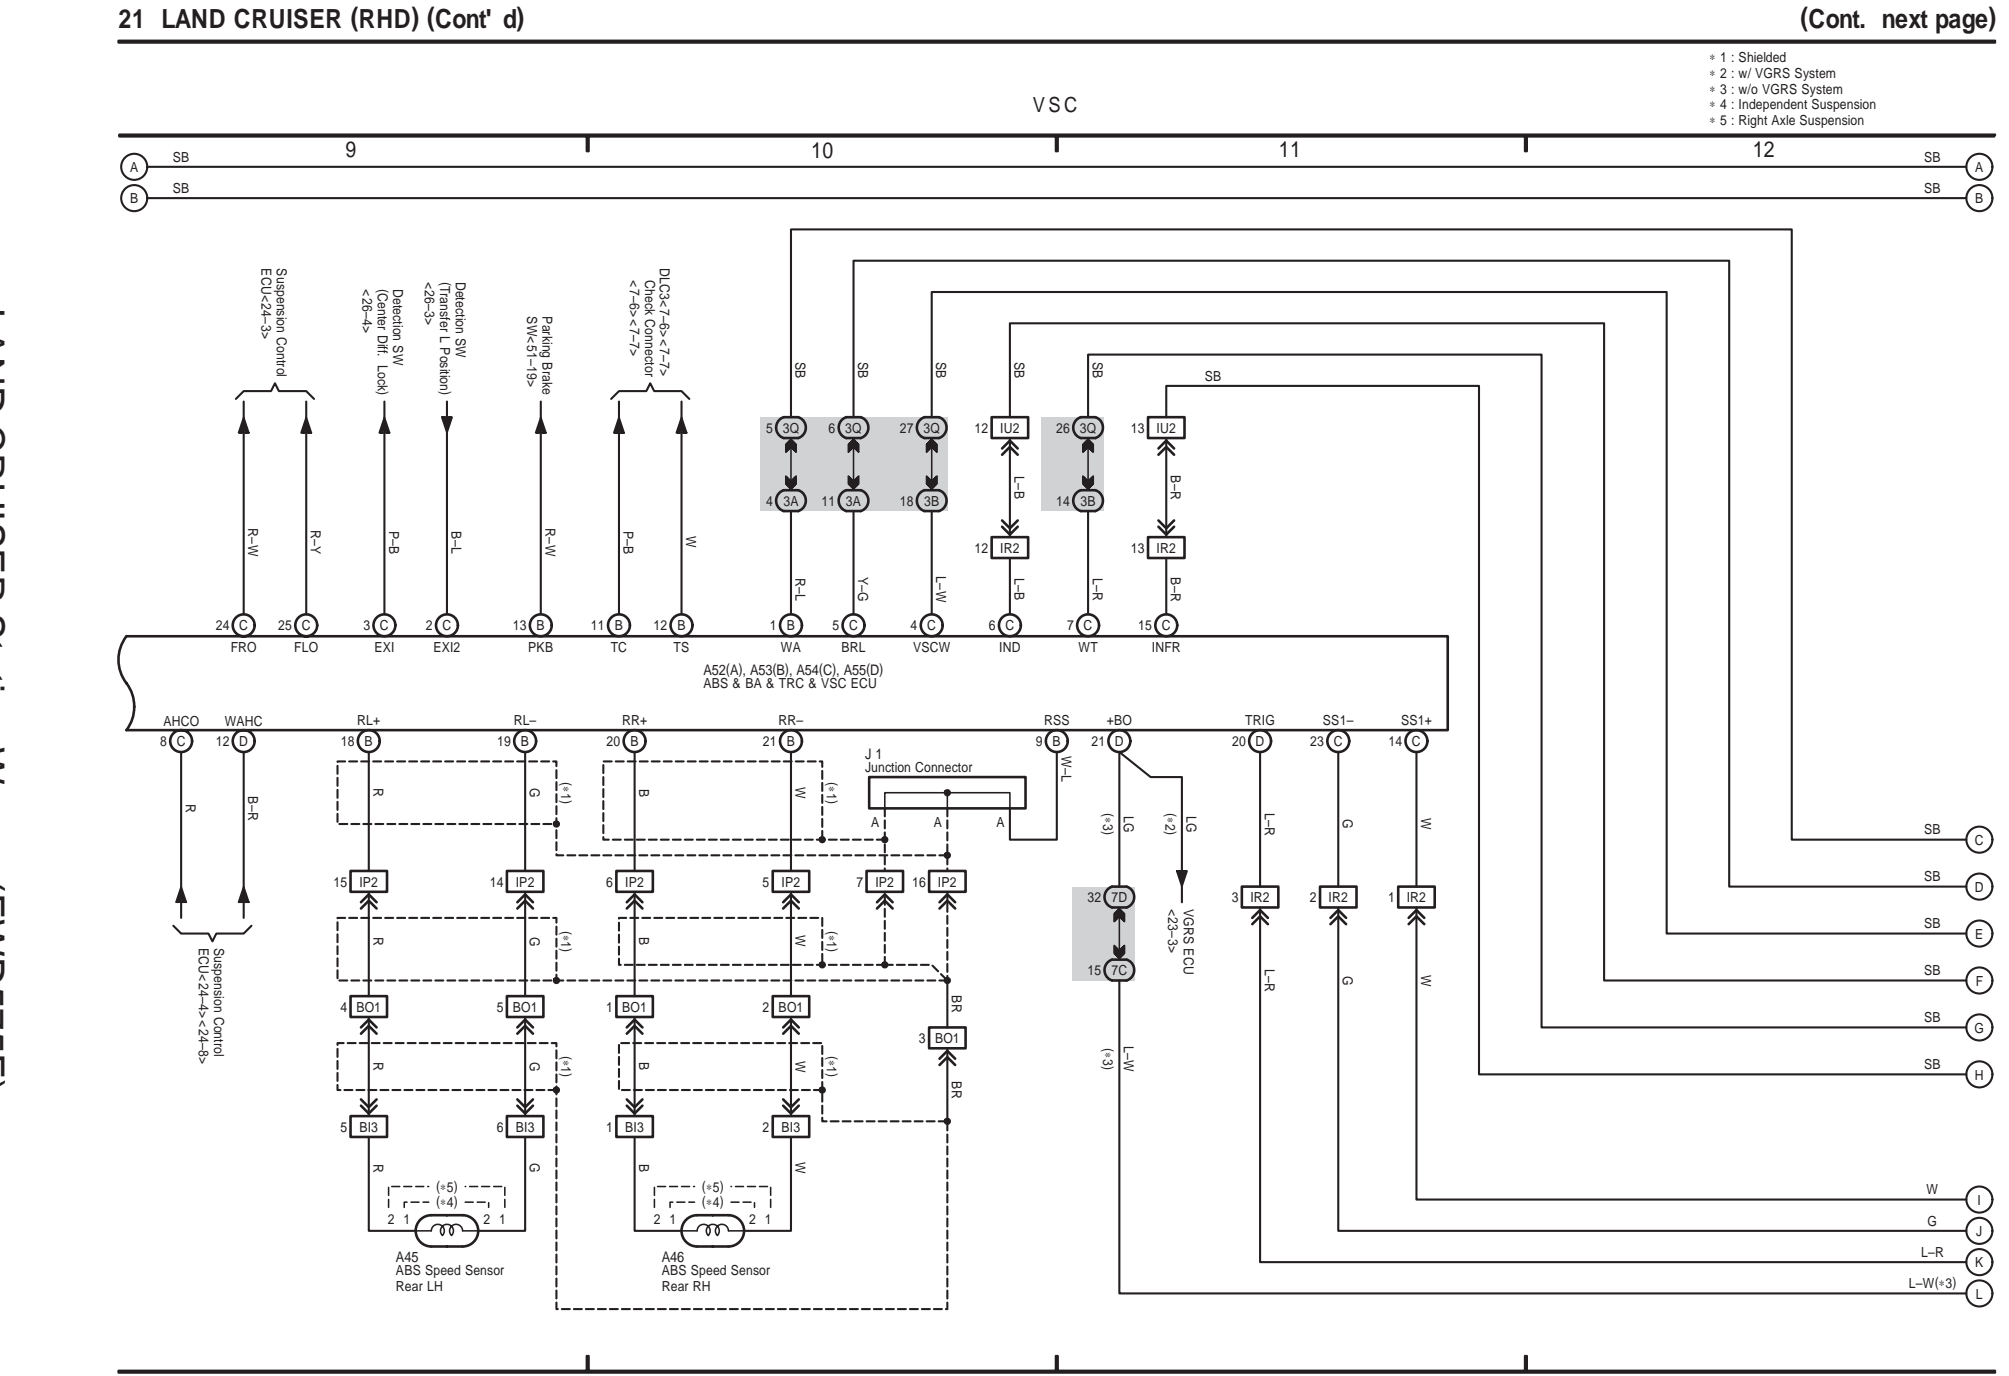 21 LAND CRUISER (RHD) (Cont' d)
(Cont. next page)
∗ 1 : Shielded
∗ 2 : w/ VGRS System
∗ 3 : w/o VGRS System
∗ 4 : Independent Suspension
∗ 5 : Right Axle Suspension
VSC
9 10 11 12
A SB SB A
B SB SB B
Suspension Control
ECU<24–3>
Detection SW
(Center Diff. Lock)
<26–4>
Detection SW
(Transfer L Position)
<26–3>
Parking Brake
SW<51–19>
DLC3<7–6><7–7>
Check Connector
<7–6><7–7>
SB SB SB SB SB SB
5 3Q 6 3Q 27 3Q 12 IU2 26 3Q 13 IU2
L–B B–R
4 3A 11 3A 18 3B 14 3B
12 IR2 13 IR2
R–W R–Y P–B B–L R–W P–B W
R–L Y–G L–W L–B L–R B–R
24 C 25 C 3 C 2 C 13 B 11 B 12 B 1 B 5 C 4 C 6 C 7 C 15 C
FRO FLO EXI EXI2 PKB TC TS WA BRL VSCW IND WT INFR
A52(A), A53(B), A54(C), A55(D)
ABS & BA & TRC & VSC ECU
AHCO WAHC RL+ RL– RR+ RR– RSS +BO TRIG SS1– SS1+
8 C 12 D 18 B 19 B 20 B 21 B 9 B 21 D 20 D 23 C 14 C
J 1
Junction Connector
W–L
R B–R R G (∗1) B W (∗1)
A A A
(∗3) LG (∗2) LG L–R G W
SB C
15 IP2 14 IP2 6 IP2 5 IP2 7 IP2 16 IP2
SB D
32 7D 3 IR2 2 IR2 1 IR2
VGRS ECU
<23–3>
SB E
R G (∗1) B W (∗1)
15 7C L–R G W
SB F
Suspension Control
ECU<24–4><24–8>
4 BO1 5 BO1 1 BO1 2 BO1 BR
SB G
3 BO1
(∗3) L–W
R G (∗1) B W (∗1) BR
SB H
5 BI3 6 BI3 1 BI3 2 BI3
R G B W
(∗5) (∗5)
(∗4) (∗4)
2 1 2 1 2 1 2 1
W I
G J
L–R K
L–W(∗3) L
A45
ABS Speed Sensor
Rear LH
A46
ABS Speed Sensor
Rear RH